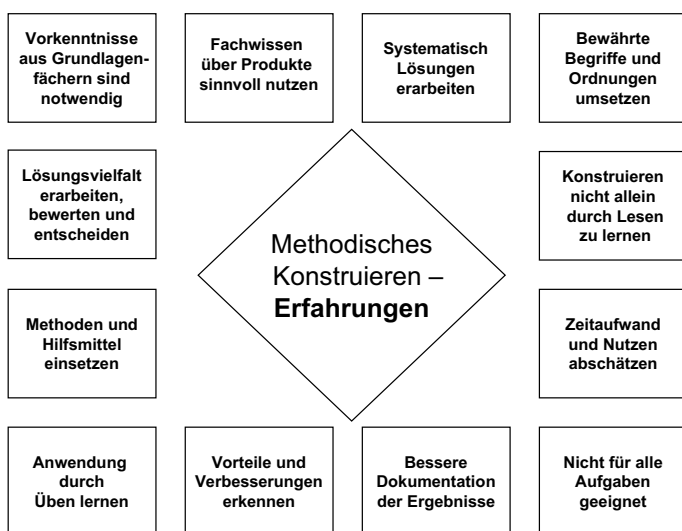 Vorkenntnisse
aus Grundlagen-
fächern sind
notwendig
Fachwissen
über Produkte
sinnvoll nutzen
Systematisch
Lösungen
erarbeiten
Bewährte
Begriffe und
Ordnungen
umsetzen
Lösungsvielfalt
erarbeiten,
bewerten und
entscheiden
Methodisches
Konstruieren –
Erfahrungen
Konstruieren
nicht allein
durch Lesen
zu lernen
Methoden und
Hilfsmittel
einsetzen
Zeitaufwand
und Nutzen
abschätzen
Anwendung
durch
Üben lernen
Vorteile und
Verbesserungen
erkennen
Bessere
Dokumentation
der Ergebnisse
Nicht für alle
Aufgaben
geeignet